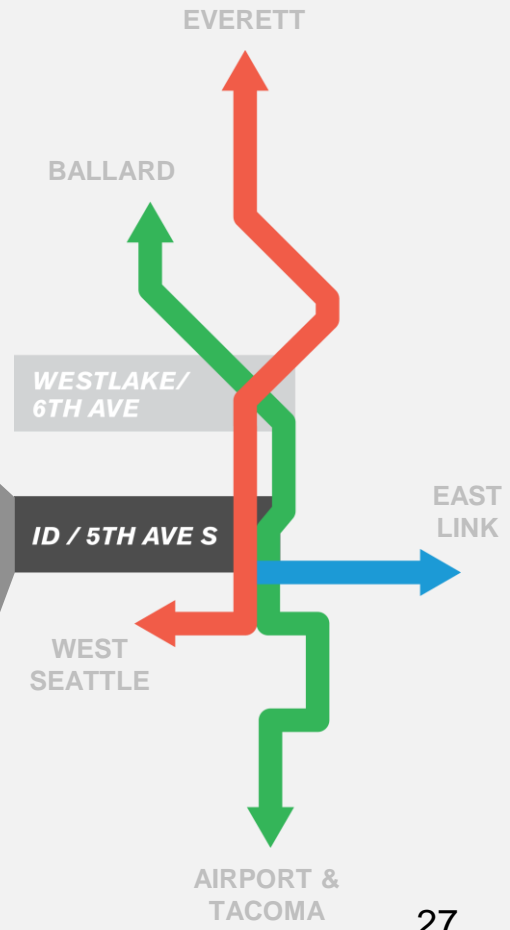 EVERETT
BALLARD
WESTLAKE/
6TH AVE
EAST
LINK
ID / 5TH AVE S
WEST
SEATTLE
AIRPORT &
TACOMA
27